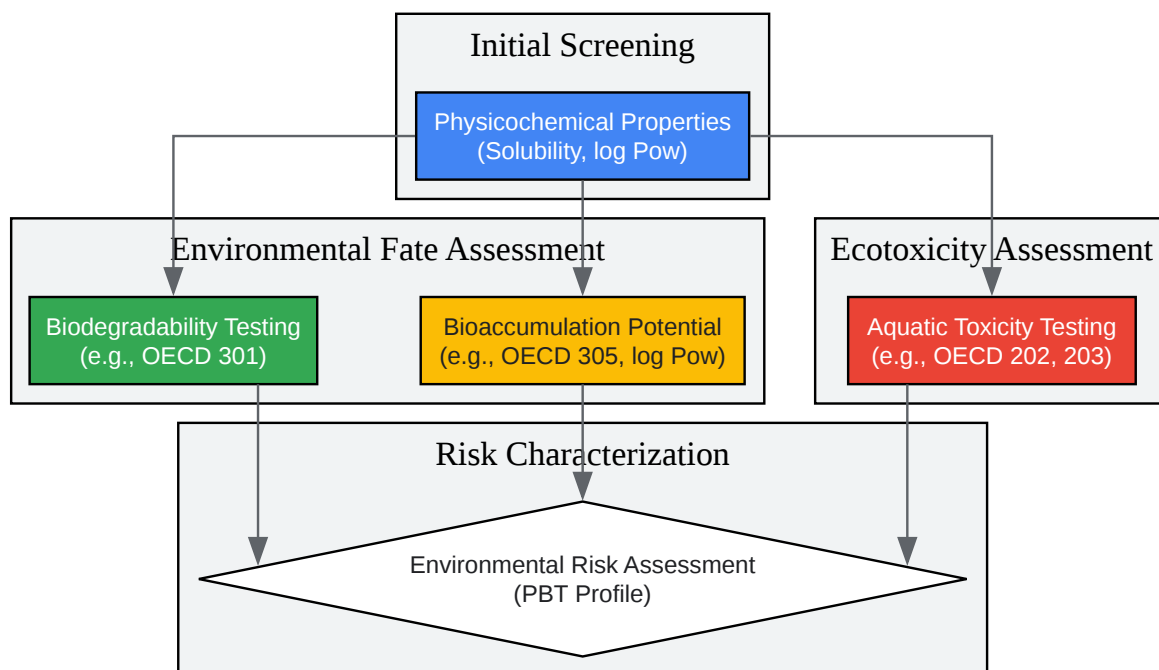 Initial Screening
Physicochemical Properties
(Solubility, log Pow)
Environmental Fate Assessment
Biodegradability Testing
(e.g., OECD 301)
Bioaccumulation Potential
(e.g., OECD 305, log Pow)
Ecotoxicity Assessment
Aquatic Toxicity Testing
(e.g., OECD 202, 203)
Risk Characterization
Environmental Risk Assessment
(PBT Profile)